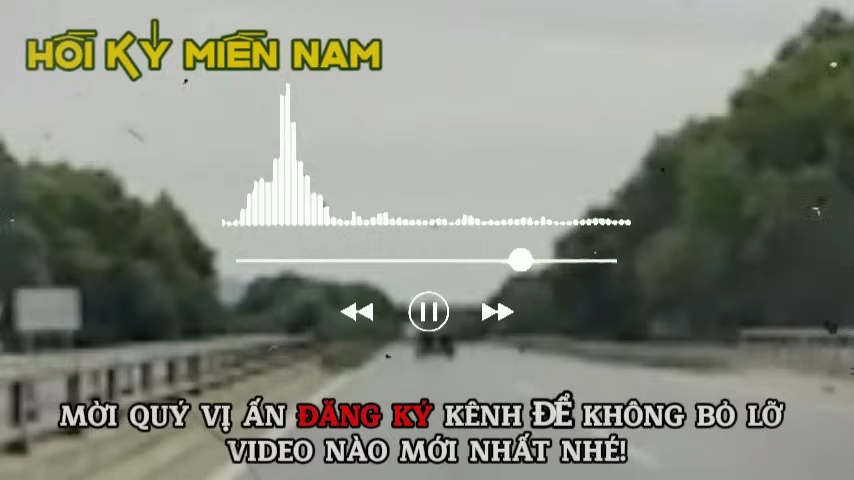 HỒI KÝ MIỀN NAM
MỜI QUÝ VỊ ẤN ĐĂNG KÝ KÊNH ĐỂ KHÔNG BỎ LỠ
VIDEO NÀO MỚI NHẤT NHÉ!